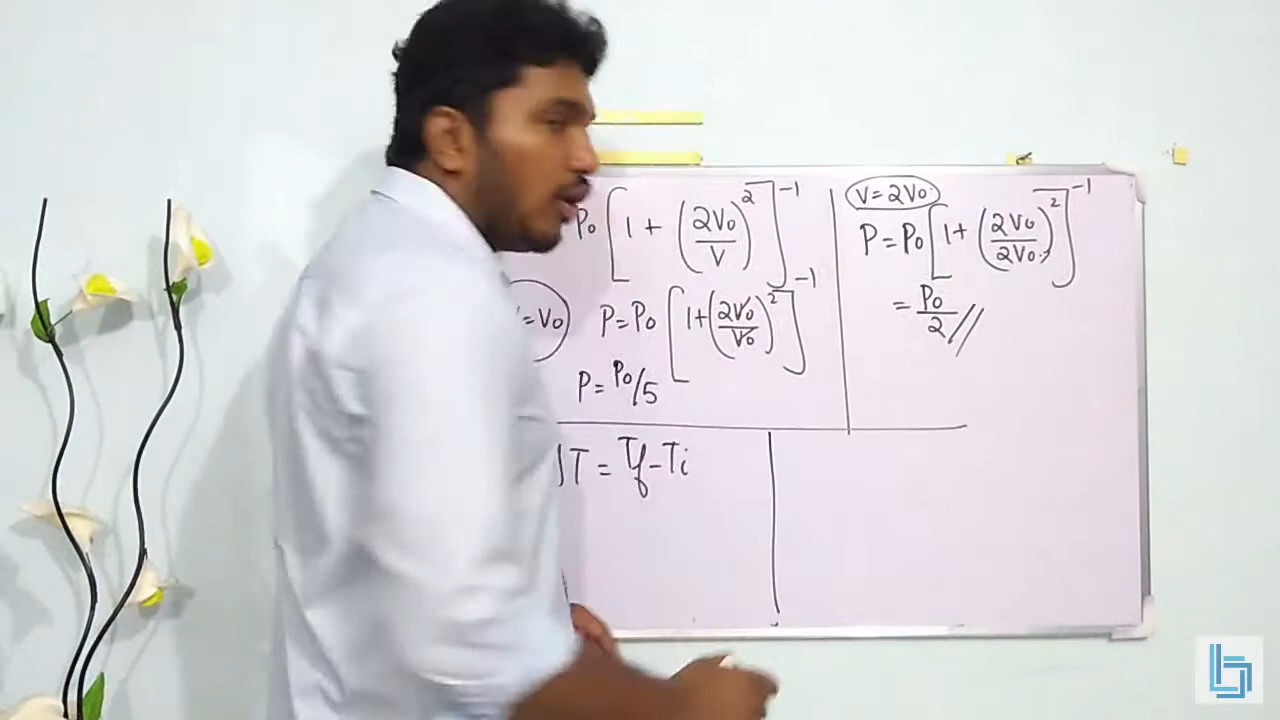 P₀ [1 + (2V₀/V)²]⁻¹
=V₀ P=P₀ [1+(2V₀/V₀)²]⁻¹
P=P₀/5
T = Tf-Ti
V=2V₀
P=P₀ [1+(2V₀/2V₀)²]⁻¹
= P₀/2 //